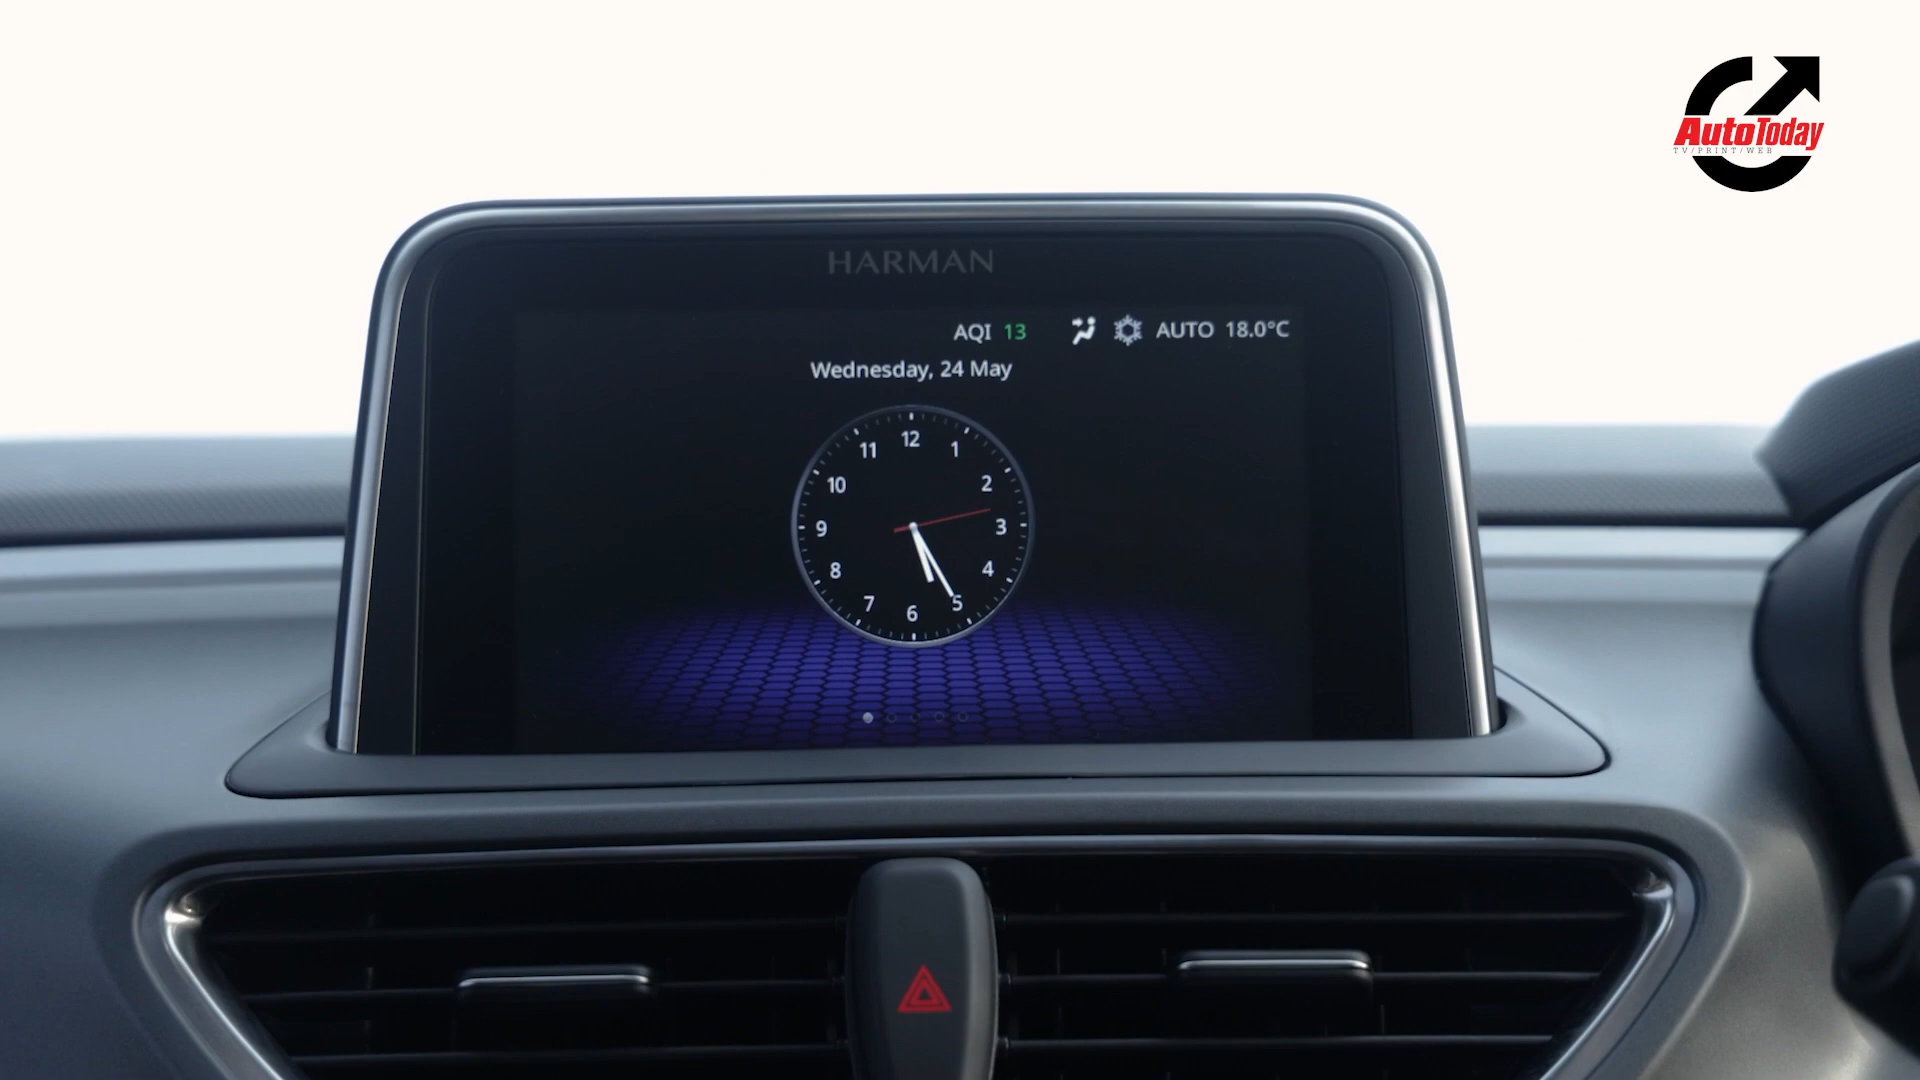 AutoToday
TV/PRINT/WEB
HARMAN
AQI 13 AUTO 18.0°C
Wednesday, 24 May
12
11 1
10 2
9 3
8 4
7 5
6